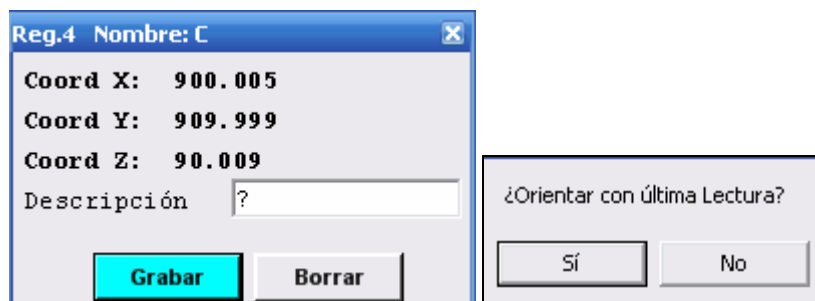 Reg.4 Nombre: C
Coord X: 900.005
Coord Y: 909.999
Coord Z: 90.009
Descripción ?
Grabar Borrar
¿Orientar con última Lectura?
Sí No